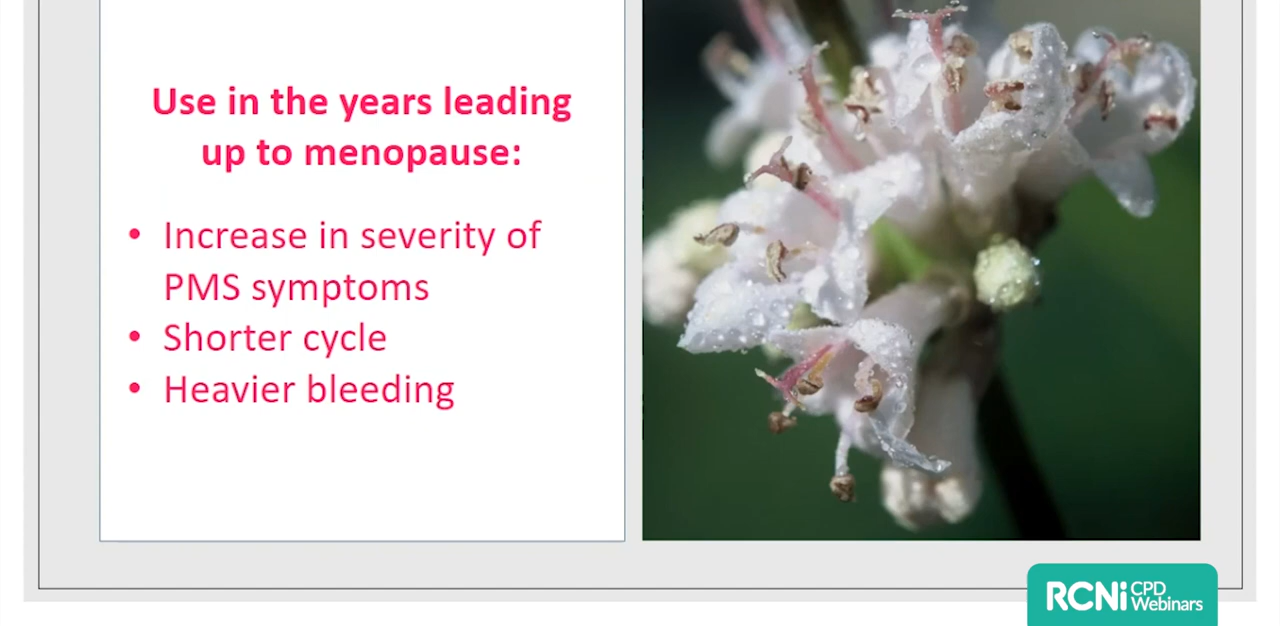 Use in the years leading
up to menopause:
• Increase in severity of
PMS symptoms
• Shorter cycle
• Heavier bleeding
RCNi CPD
Webinars